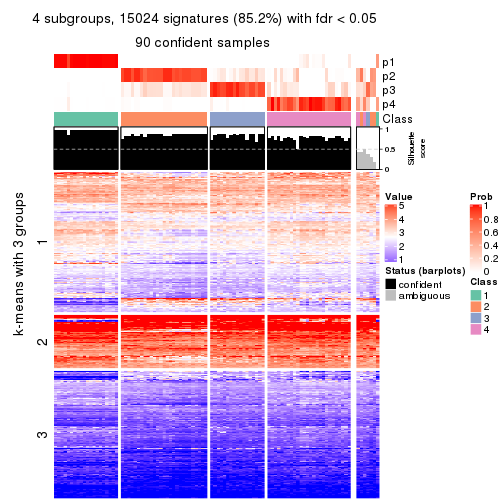 4 subgroups, 15024 signatures (85.2%) with fdr < 0.05
90 confident samples
p1
p2
p3
p4
Class
1
0.5
0
Silhouette
score
k-means with 3 groups
1
2
3
Value
5
4
3
2
1
Status (barplots)
confident
ambiguous
Prob
1
0.8
0.6
0.4
0.2
0
Class
1
2
3
4